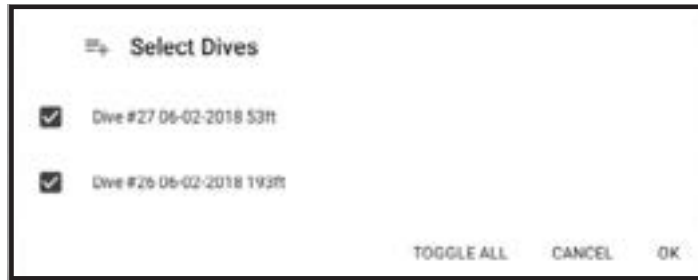 Select Dives
Dive #27 06-02-2018 53ft
Dive #26 06-02-2018 193ft
TOGGLE ALL CANCEL OK